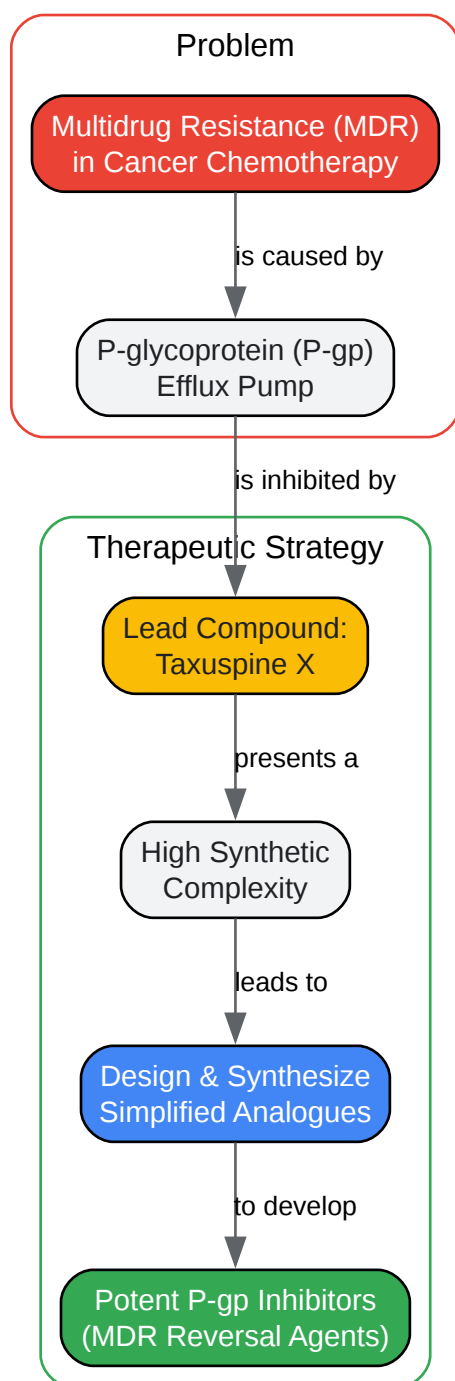 Problem
Multidrug Resistance (MDR)
in Cancer Chemotherapy
is caused by
P-glycoprotein (P-gp)
Efflux Pump
is inhibited by
Therapeutic Strategy
Lead Compound:
Taxuspine X
presents a
High Synthetic
Complexity
leads to
Design & Synthesize
Simplified Analogues
to develop
Potent P-gp Inhibitors
(MDR Reversal Agents)